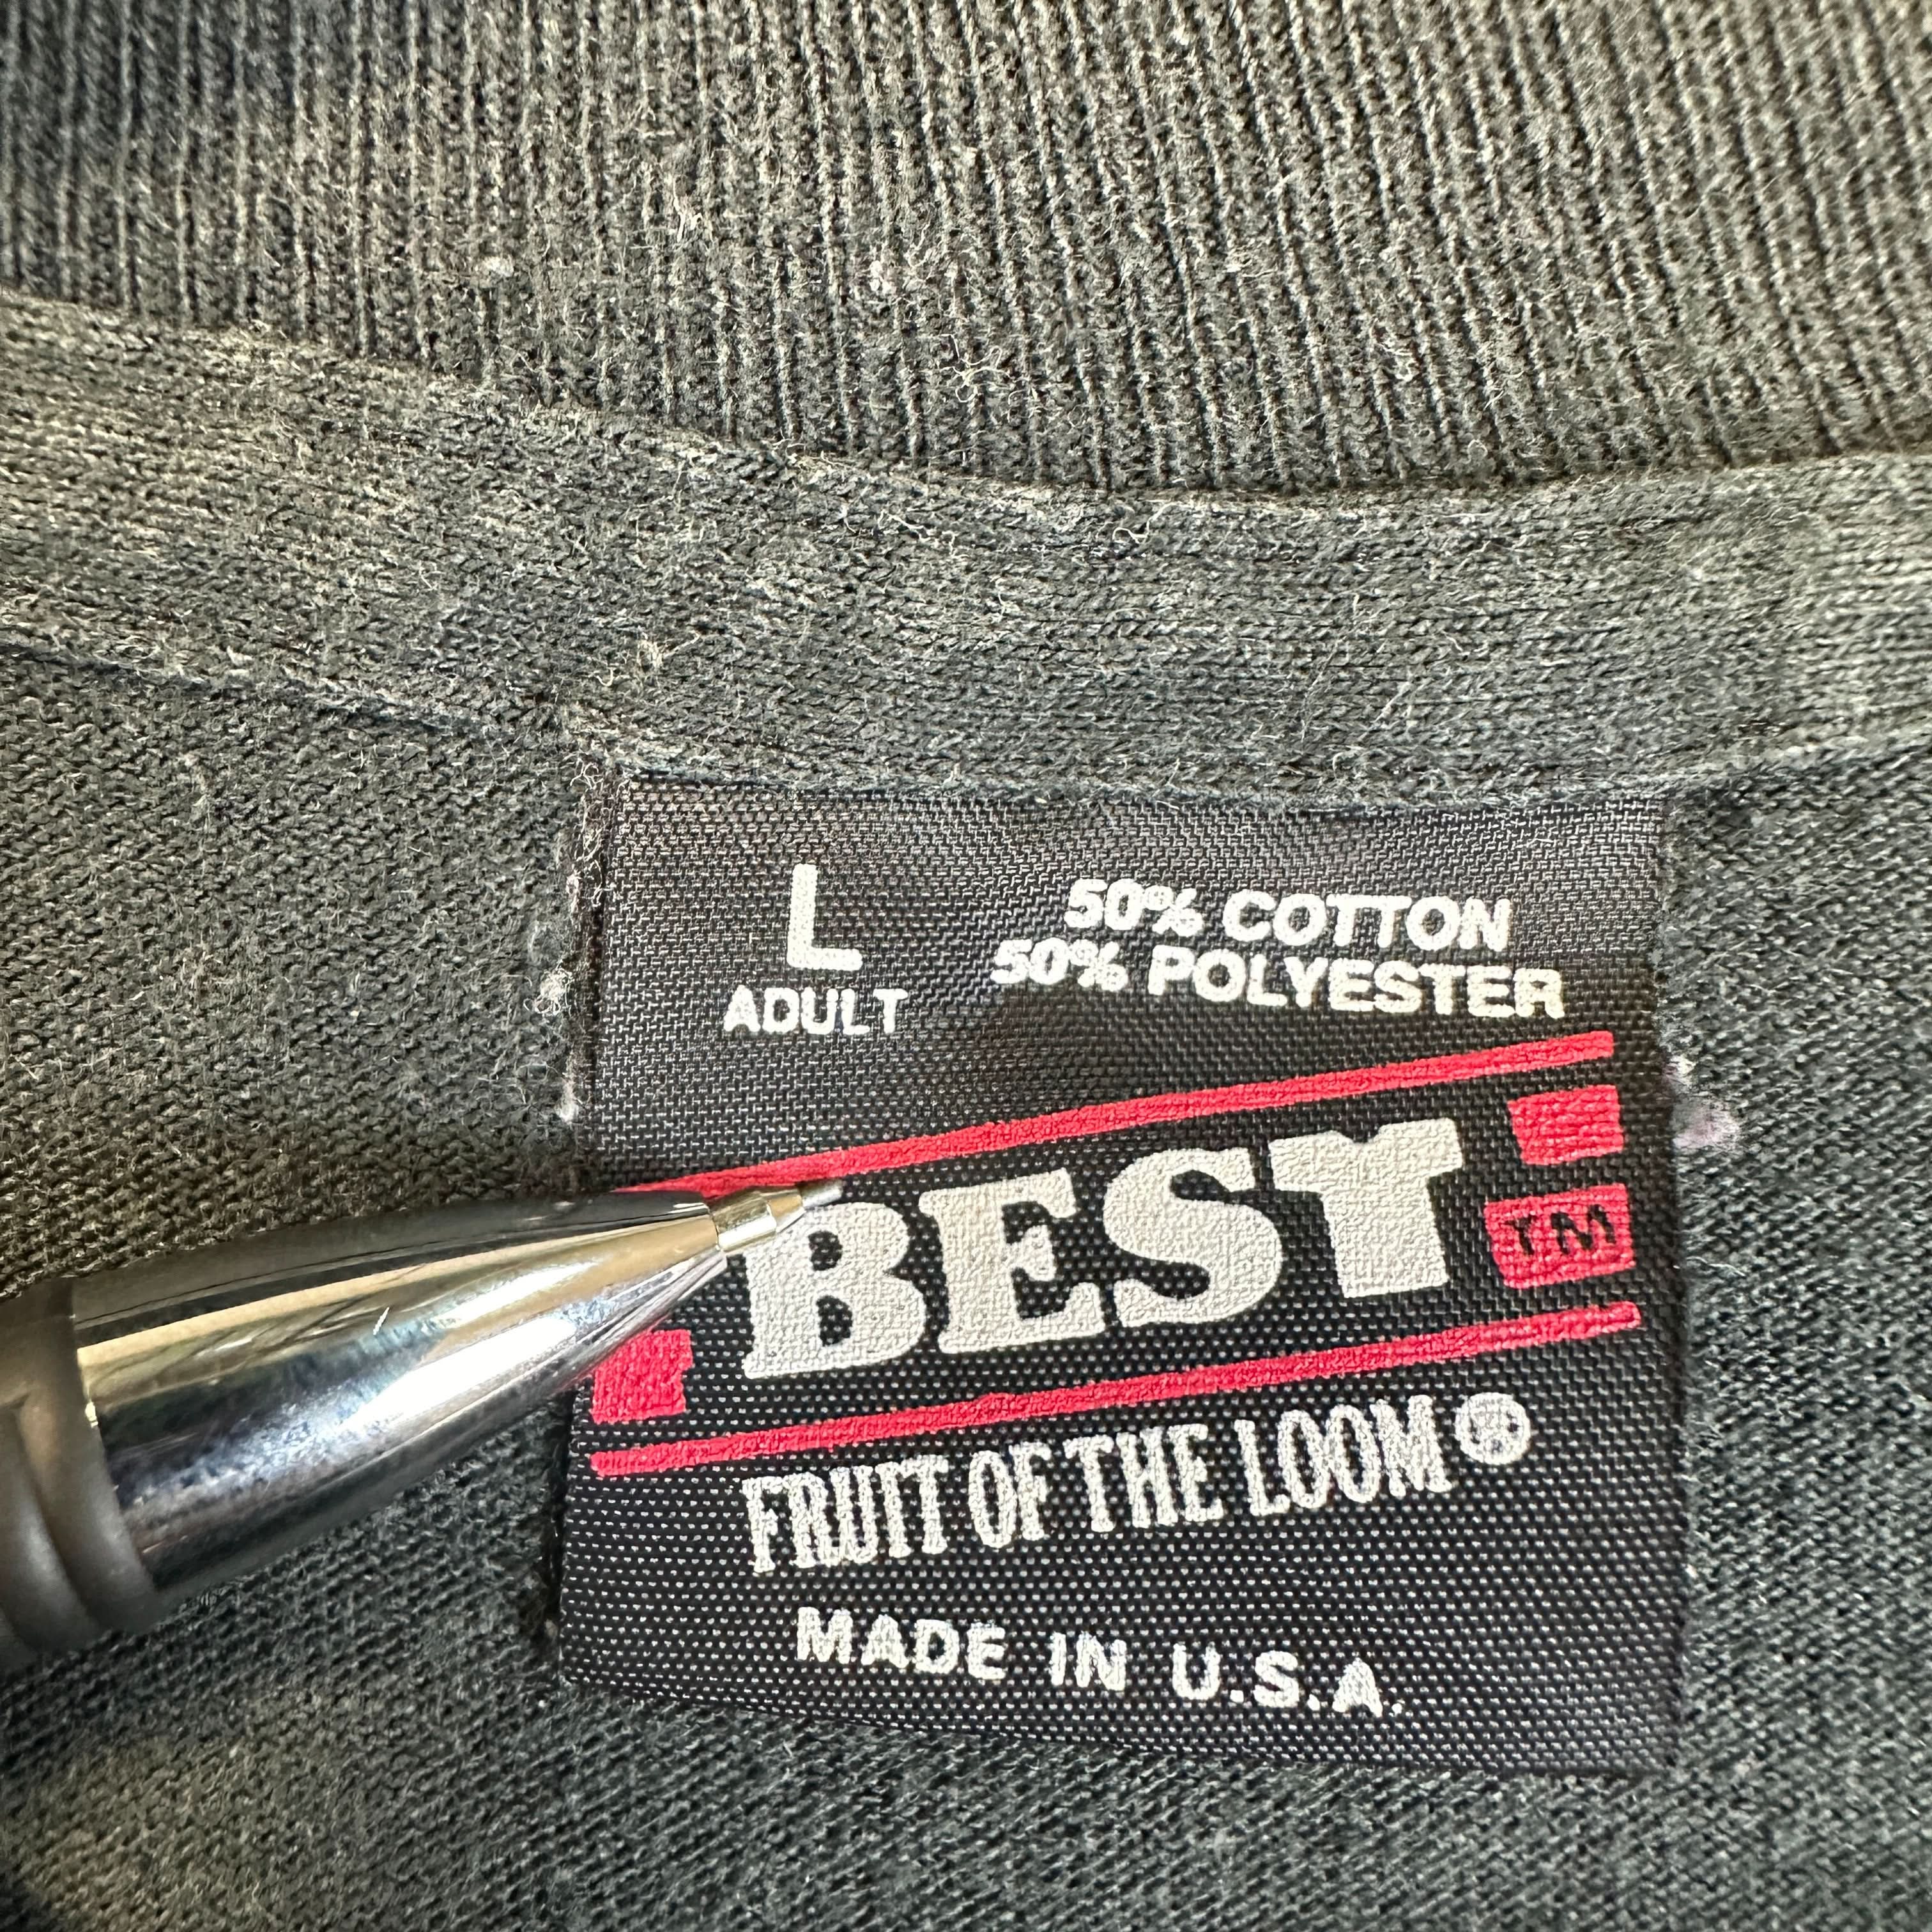 L
ADULT
50% COTTON
50% POLYESTER
BEST
TM
FRUIT OF THE LOOM®
MADE IN U.S.A.